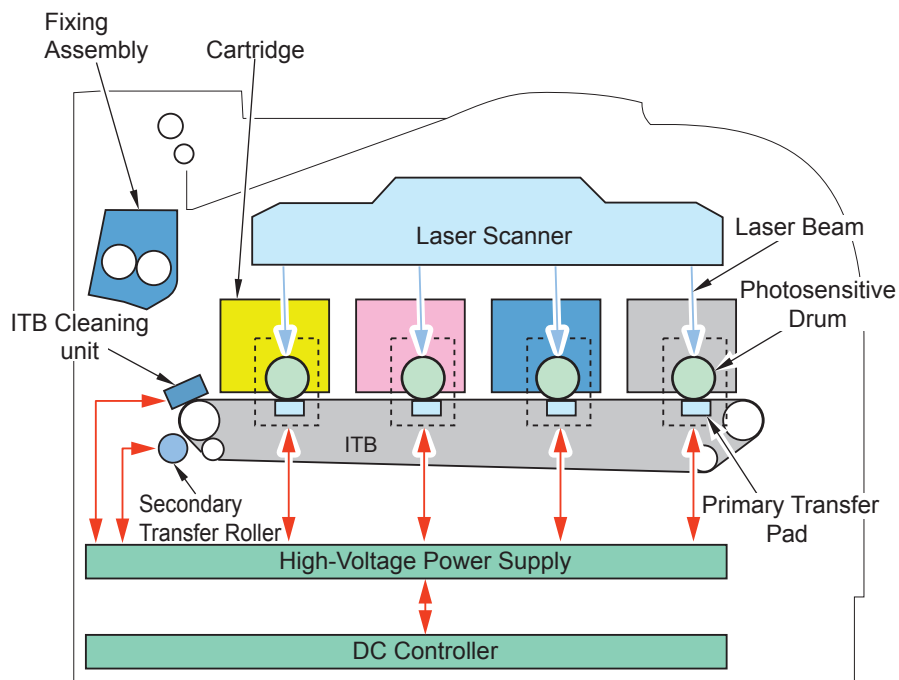 Fixing
Assembly
Cartridge
Laser Scanner
Laser Beam
Photosensitive
Drum
ITB Cleaning
unit
ITB
Secondary
Transfer Roller
Primary Transfer
Pad
High-Voltage Power Supply
DC Controller